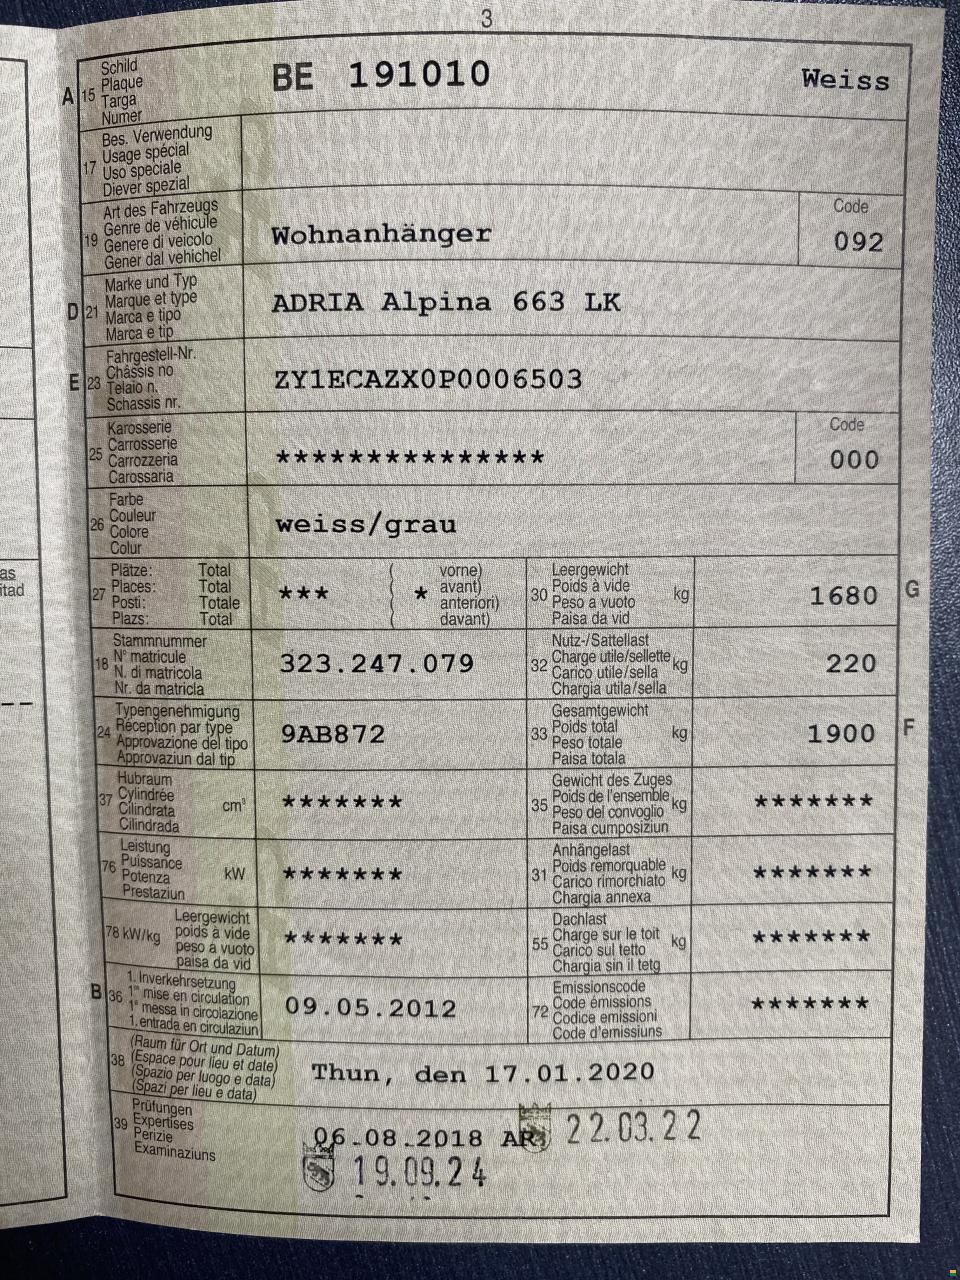 3
A 15 Schild
Plaque
Targa
Numer
BE 191010 Weiss
17 Bes. Verwendung
Usage spécial
Uso speciale
Diever spezial
19 Art des Fahrzeugs
Genre de véhicule
Genere di veicolo
Gener dal vehichel
Wohnanhänger
Code
092
D 21 Marke und Typ
Marque et type
Marca e tipo
Marca e tip
ADRIA Alpina 663 LK
E 23 Fahrgestell-Nr.
Châssis no
Telaio n.
Schassis nr.
ZY1ECAZX0P0006503
25 Karosserie
Carrosserie
Carrozzeria
Carossaria
***************
Code
000
26 Farbe
Couleur
Colore
Colur
weiss/grau
as
itad
27 Plätze: Total
Places: Total
Posti: Totale
Plazs: Total
*** ( * vorne)
( avant)
( anteriori)
( davant)
30 Leergewicht
Poids à vide
Peso a vuoto
Paisa da vid
kg
1680 G
18 Stammnummer
N° matricule
N. di matricola
Nr. da matricla
323.247.079
32 Nutz-/Sattellast
Charge utile/sellette
Carico utile/sella
Chargia utila/sella
kg
220
--
24 Typengenehmigung
Réception par type
Approvazione del tipo
Approvaziun dal tip
9AB872
33 Gesamtgewicht
Poids total
Peso totale
Paisa totala
kg
1900 F
37 Hubraum
Cylindrée
Cilindrata
Cilindrada
cm³
*******
35 Gewicht des Zuges
Poids de l'ensemble
Peso del convoglio
Paisa cumposiziun
kg
*******
76 Leistung
Puissance
Potenza
Prestaziun
kW
*******
31 Anhängelast
Poids remorquable
Carico rimorchiato
Chargia annexa
kg
*******
78 kW/kg Leergewicht
poids à vide
peso a vuoto
paisa da vid
*******
55 Dachlast
Charge sur le toit
Carico sul tetto
Chargia sin il tetg
kg
*******
B 36 1. Inverkehrsetzung
1re mise en circulation
1a messa in circolazione
1. entrada en circulaziun
09.05.2012
72 Emissionscode
Code émissions
Codice emissioni
Code d'emissiuns
*******
38 (Raum für Ort und Datum)
(Espace pour lieu et date)
(Spazio per luogo e data)
(Spazi per lieu e data)
Thun, den 17.01.2020
39 Prüfungen
Expertises
Perizie
Examinaziuns
06.08.2018 AR 22.03.22
19.09.24